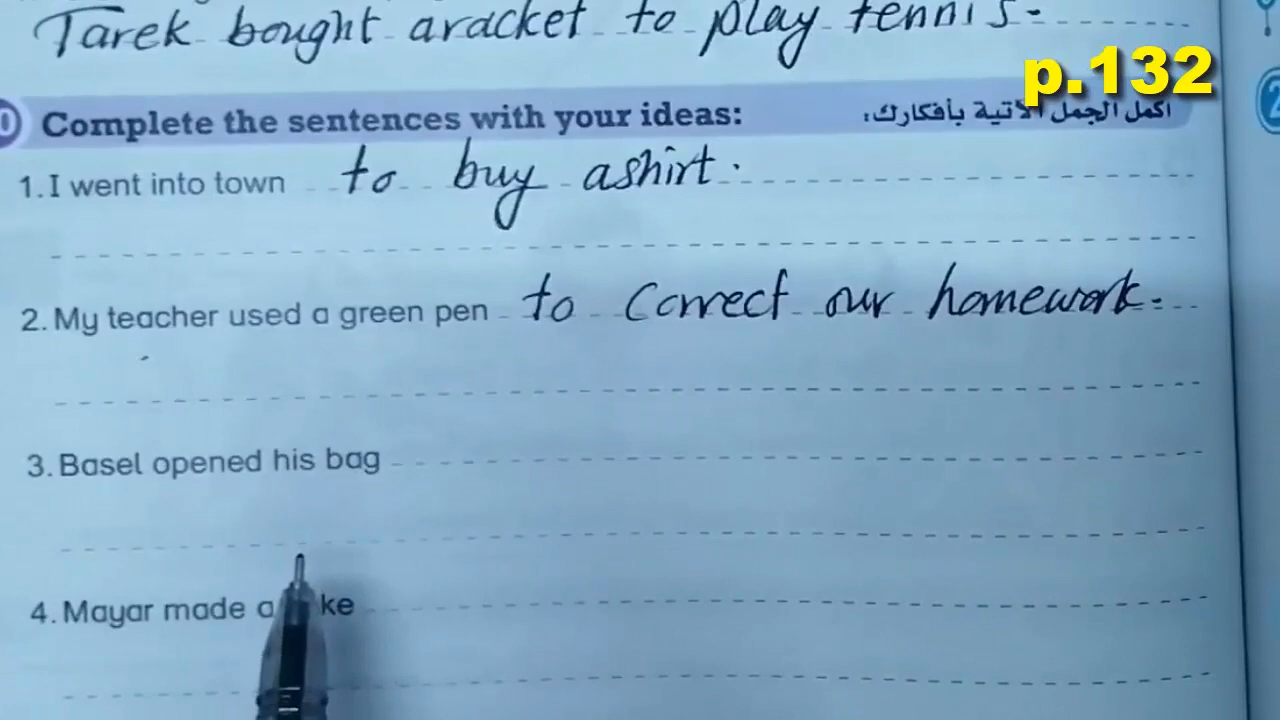 Tarek bought aracket to play tennis.
p.132
Complete the sentences with your ideas: أكمل الجمل الآتية بأفكارك:
1. I went into town to buy ashirt.
2. My teacher used a green pen to correct our homework.
3. Basel opened his bag
4. Mayar made a ke